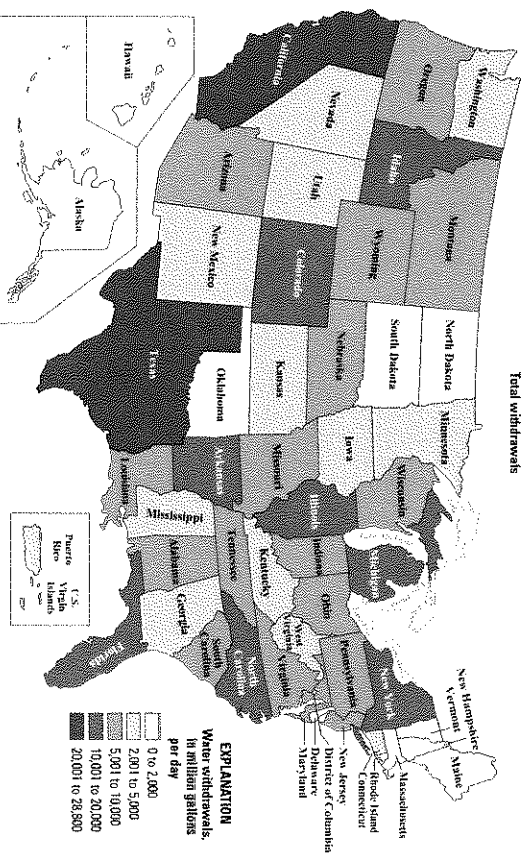 Total withdrawals
Washington
Oregon
California
Nevada
Idaho
Montana
Wyoming
Utah
Arizona
Colorado
New Mexico
North Dakota
South Dakota
Nebraska
Kansas
Oklahoma
Texas
Minnesota
Iowa
Missouri
Arkansas
Louisiana
Wisconsin
Illinois
Michigan
Indiana
Ohio
Kentucky
Tennessee
Mississippi
Alabama
Georgia
Florida
South
Carolina
North
Carolina
Virginia
West
Virginia
Pennsylvania
New York
New Hampshire
Vermont
Maine
Massachusetts
Rhode Island
Connecticut
New Jersey
District of Columbia
Delaware
Maryland
Hawaii
Alaska
Puerto
Rico
U.S.
Virgin
Islands
EXPLANATION
Water withdrawals,
in million gallons
per day
0 to 2,000
2,001 to 5,000
5,001 to 10,000
10,001 to 20,000
20,001 to 28,800